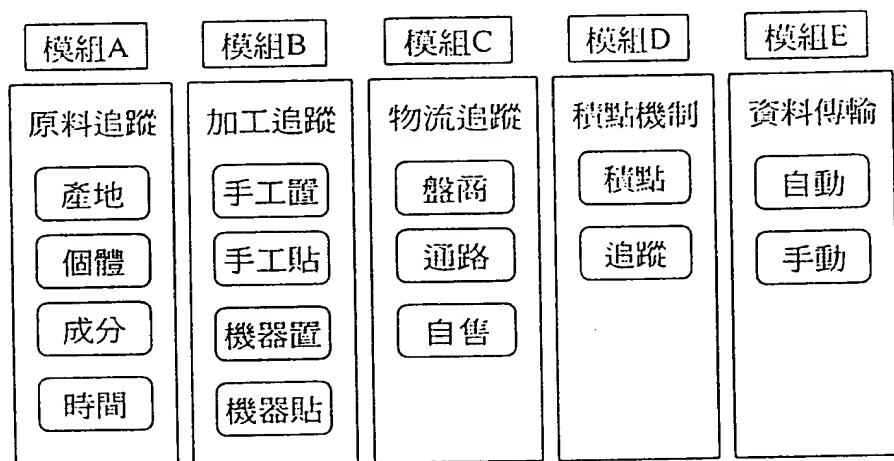 模組A
模組B
模組C
模組D
模組E
原料追蹤
產地
個體
成分
時間
加工追蹤
手工置
手工貼
機器置
機器貼
物流追蹤
盤商
通路
自售
積點機制
積點
追蹤
資料傳輸
自動
手動